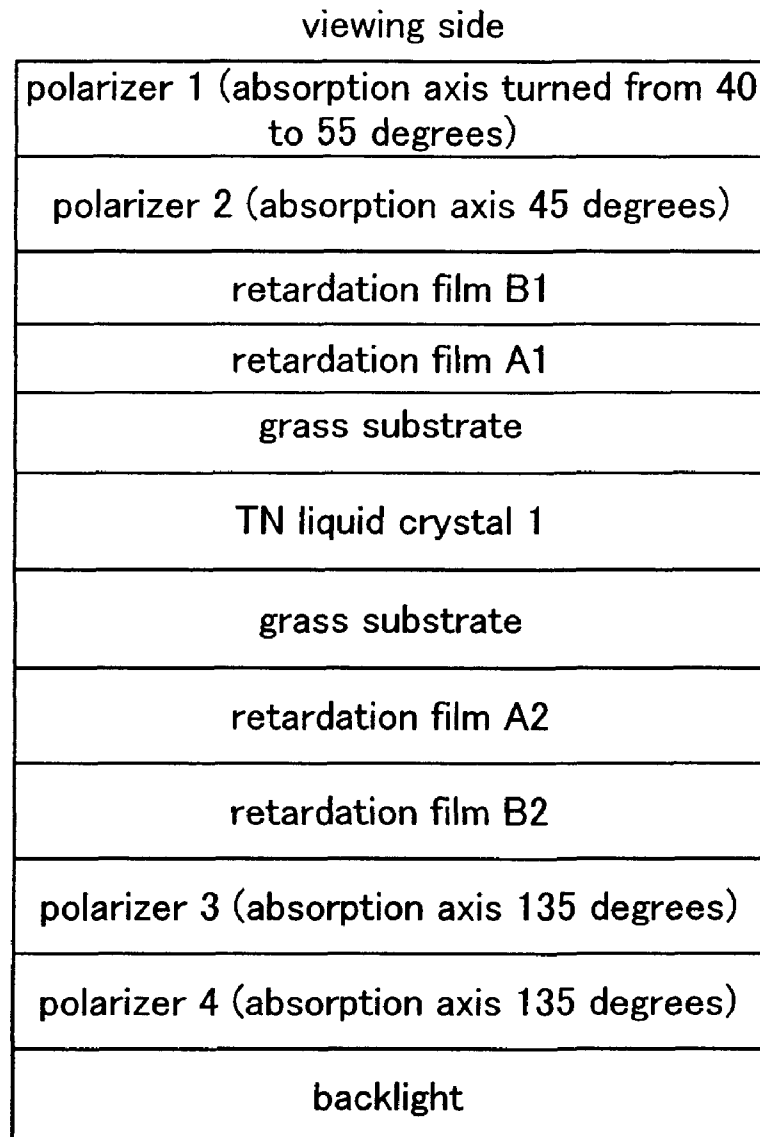 viewing side
polarizer 1 (absorption axis turned from 40
to 55 degrees)
polarizer 2 (absorption axis 45 degrees)
retardation film B1
retardation film A1
grass substrate
TN liquid crystal 1
grass substrate
retardation film A2
retardation film B2
polarizer 3 (absorption axis 135 degrees)
polarizer 4 (absorption axis 135 degrees)
backlight